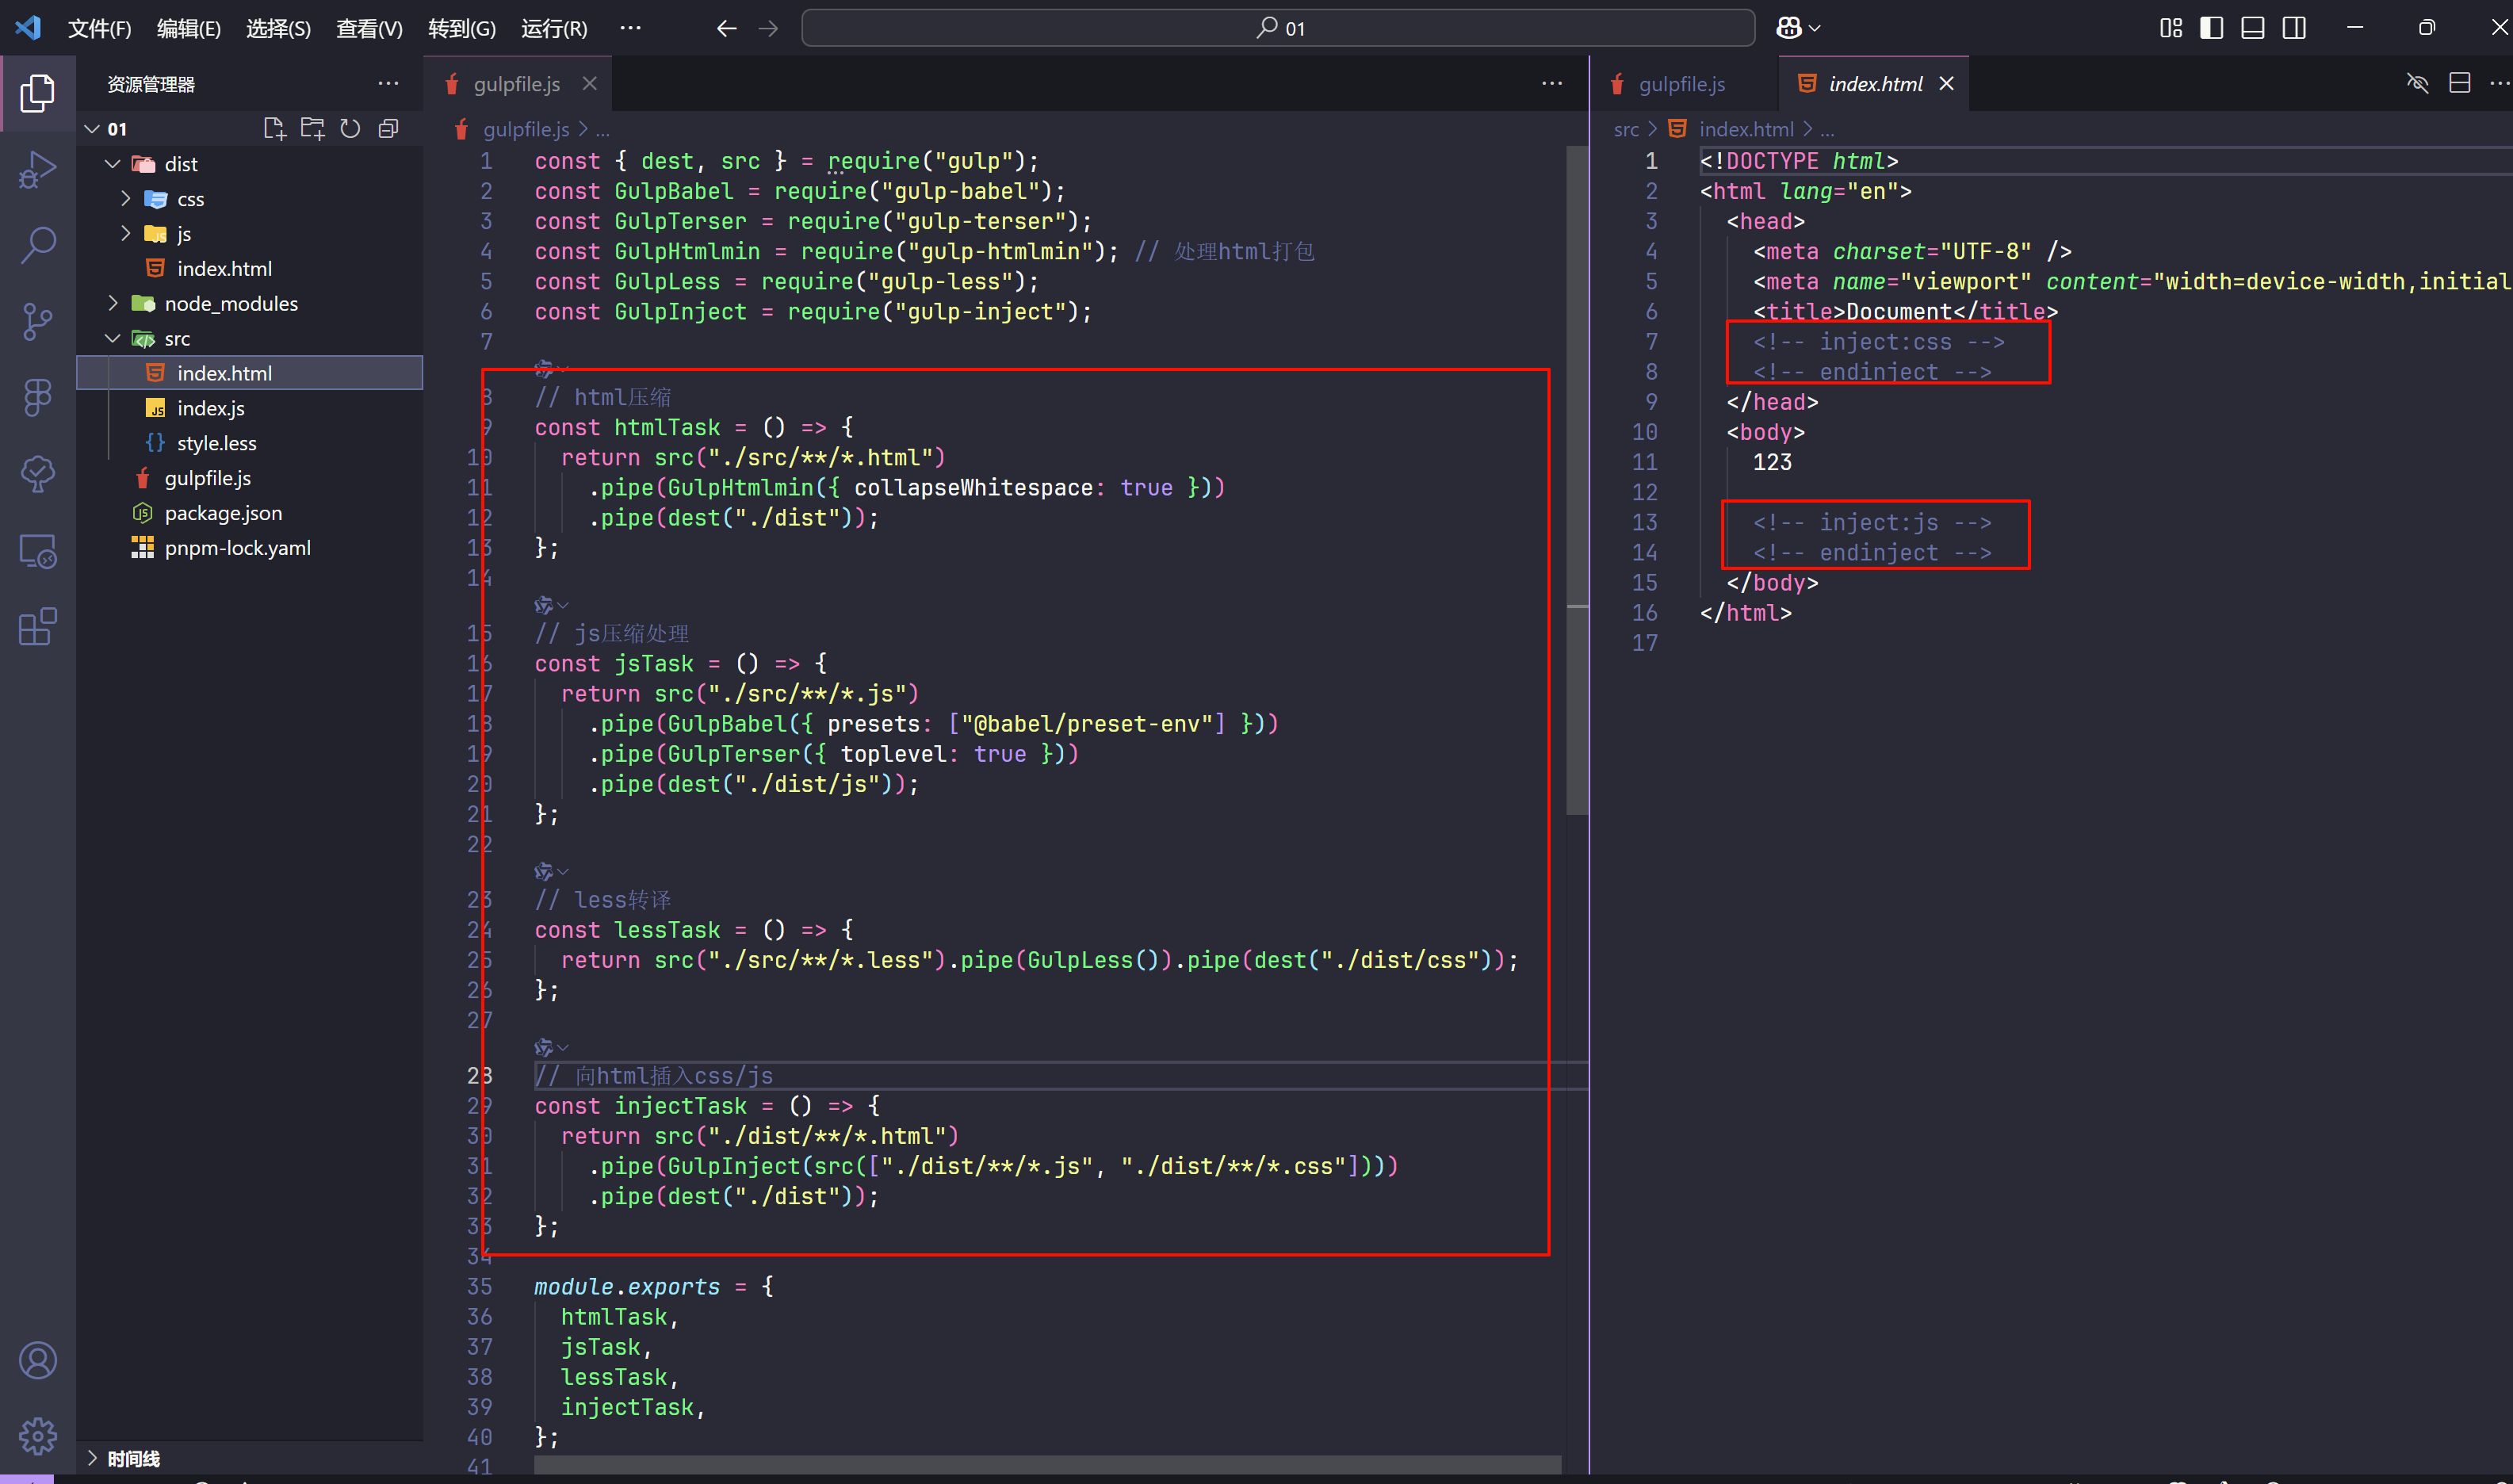 文件(F) 编辑(E) 选择(S) 查看(V) 转到(G) 运行(R) ··· 01
资源管理器 ···
01
dist
css
js
index.html
node_modules
src
index.html
index.js
style.less
gulpfile.js
package.json
pnpm-lock.yaml
时间线
gulpfile.js
gulpfile.js > ...
1 const { dest, src } = require("gulp");
2 const GulpBabel = require("gulp-babel");
3 const GulpTerser = require("gulp-terser");
4 const GulpHtmlmin = require("gulp-htmlmin"); // 处理html打包
5 const GulpLess = require("gulp-less");
6 const GulpInject = require("gulp-inject");
7
8 // html压缩
9 const htmlTask = () => {
10 return src("./src/**/*.html")
11 .pipe(GulpHtmlmin({ collapseWhitespace: true }))
12 .pipe(dest("./dist"));
13 };
14
15 // js压缩处理
16 const jsTask = () => {
17 return src("./src/**/*.js")
18 .pipe(GulpBabel({ presets: ["@babel/preset-env"] }))
19 .pipe(GulpTerser({ toplevel: true }))
20 .pipe(dest("./dist/js"));
21 };
22
23 // less转译
24 const lessTask = () => {
25 return src("./src/**/*.less").pipe(GulpLess()).pipe(dest("./dist/css"));
26 };
27
28 // 向html插入css/js
29 const injectTask = () => {
30 return src("./dist/**/*.html")
31 .pipe(GulpInject(src(["./dist/**/*.js", "./dist/**/*.css"])))
32 .pipe(dest("./dist"));
33 };
34
35 module.exports = {
36 htmlTask,
37 jsTask,
38 lessTask,
39 injectTask,
40 };
41
gulpfile.js index.html
src > index.html > ...
1 <!DOCTYPE html>
2 <html lang="en">
3 <head>
4 <meta charset="UTF-8" />
5 <meta name="viewport" content="width=device-width,initial
6 <title>Document</title>
7 <!-- inject:css -->
8 <!-- endinject -->
9 </head>
10 <body>
11 123
12
13 <!-- inject:js -->
14 <!-- endinject -->
15 </body>
16 </html>
17